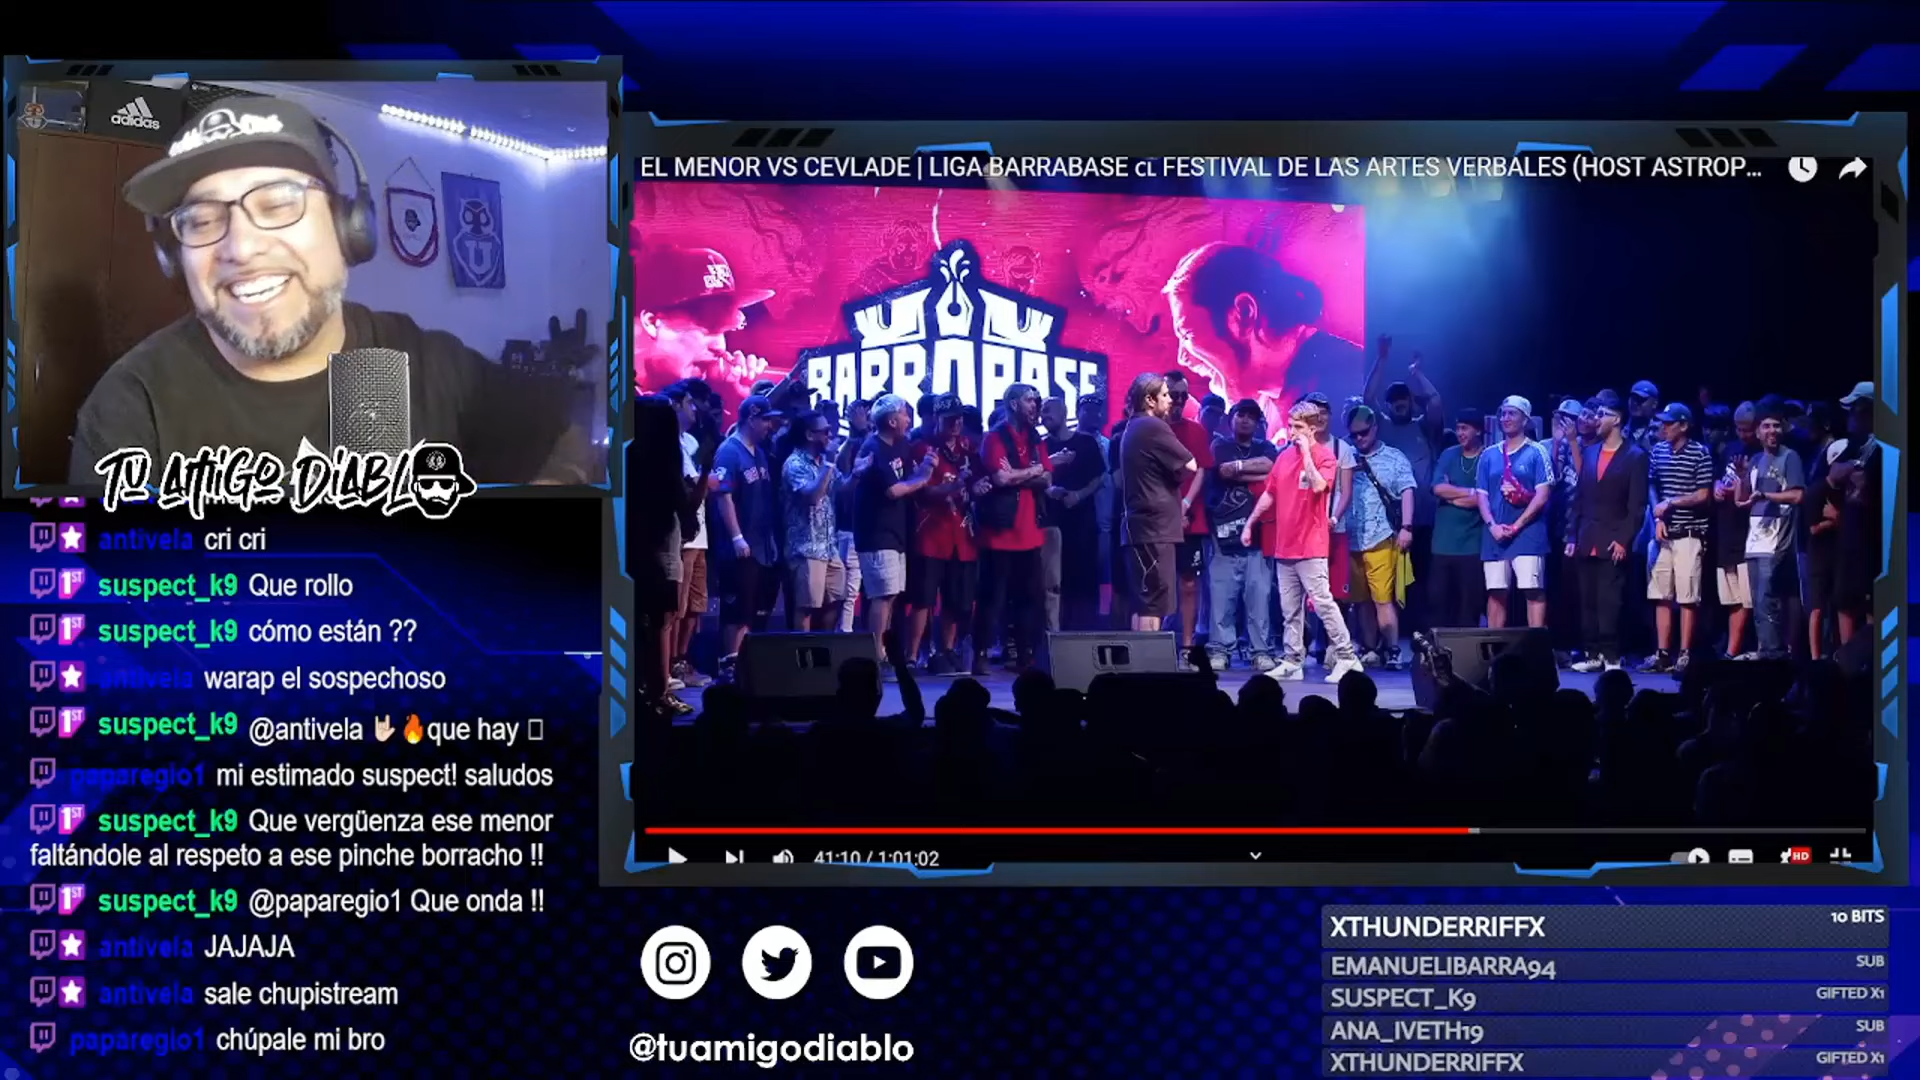 adidas
TU AMIGO DIABLO
antivela cri cri
suspect_k9 Que rollo
suspect_k9 cómo están ??
antivela warap el sospechoso
suspect_k9 @antivela 🤘🏻🔥que hay
paparegio1 mi estimado suspect! saludos
suspect_k9 Que vergüenza ese menor
faltándole al respeto a ese pinche borracho !!
suspect_k9 @paparegio1 Que onda !!
antivela JAJAJA
antivela sale chupistream
paparegio1 chúpale mi bro
EL MENOR VS CEVLADE | LIGA BARRABASE CL FESTIVAL DE LAS ARTES VERBALES (HOST ASTROP...
BARRABASE
41:10 / 1:01:02
HD
@tuamigodiablo
XTHUNDERRIFFX 10 BITS
EMANUELIBARRA94 SUB
SUSPECT_K9 GIFTED X1
ANA_IVETH19 SUB
XTHUNDERRIFFX GIFTED X1